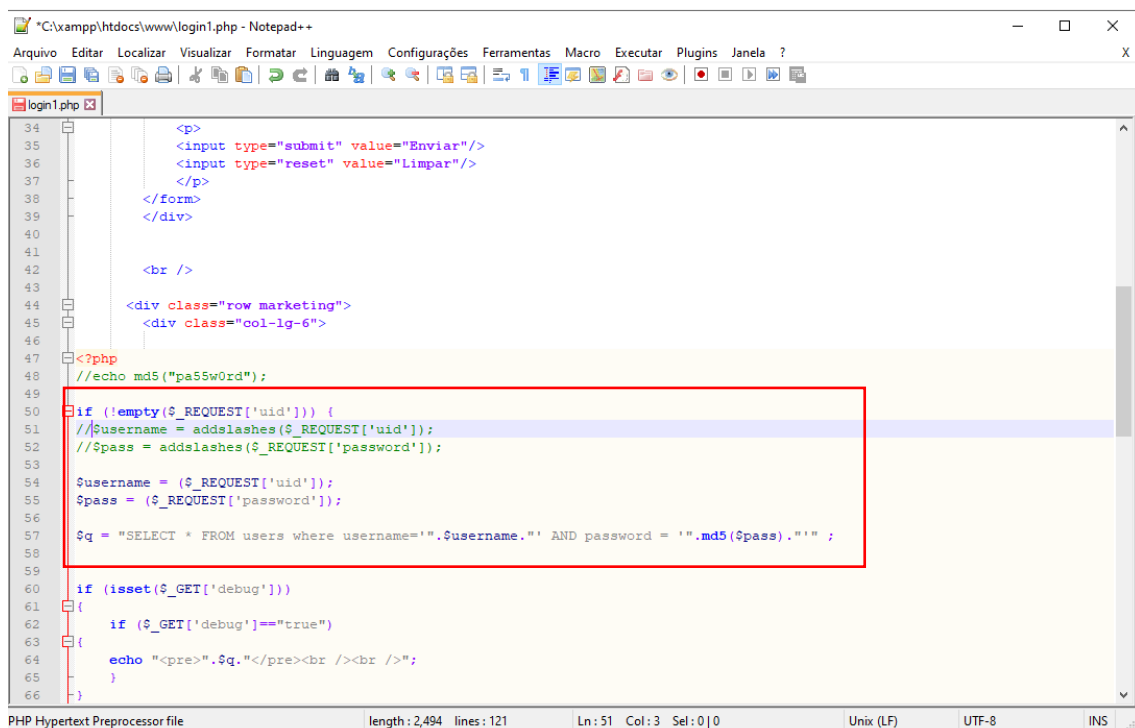 *C:\xampp\htdocs\www\login1.php - Notepad++
Arquivo Editar Localizar Visualizar Formatar Linguagem Configurações Ferramentas Macro Executar Plugins Janela ? X
login1.php
34 <p>
35 <input type="submit" value="Enviar"/>
36 <input type="reset" value="Limpar"/>
37 </p>
38 </form>
39 </div>
40
41
42 <br />
43
44 <div class="row marketing">
45 <div class="col-lg-6">
46
47 <?php
48 //echo md5("pa55w0rd");
49
50 if (!empty($_REQUEST['uid'])) {
51 //$username = addslashes($_REQUEST['uid']);
52 //$pass = addslashes($_REQUEST['password']);
53
54 $username = ($_REQUEST['uid']);
55 $pass = ($_REQUEST['password']);
56
57 $q = "SELECT * FROM users where username='".$username."' AND password = '".md5($pass)."'" ;
58
59
60 if (isset($_GET['debug']))
61 {
62 if ($_GET['debug']=="true")
63 {
64 echo "<pre>".$q."</pre><br /><br />";
65 }
66 }
PHP Hypertext Preprocessor file length : 2,494 lines : 121 Ln : 51 Col : 3 Sel : 0 | 0 Unix (LF) UTF-8 INS